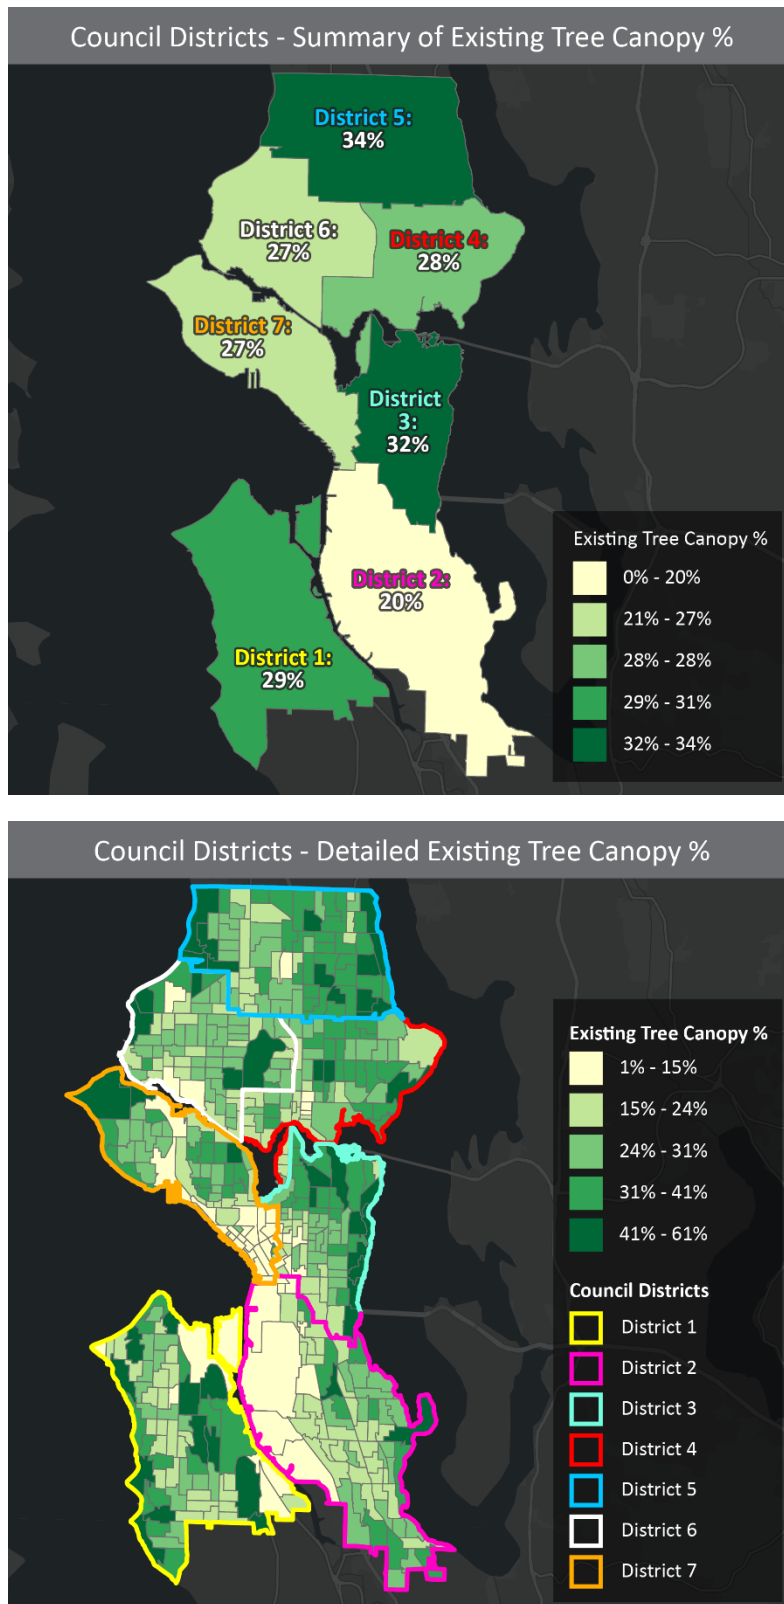 Council Districts - Summary of Existing Tree Canopy %
District 5:
34%
District 6:
27%
District 4:
28%
District 7:
27%
District
3:
32%
District 2:
20%
District 1:
29%
Existing Tree Canopy %
0% - 20%
21% - 27%
28% - 28%
29% - 31%
32% - 34%
Council Districts - Detailed Existing Tree Canopy %
Existing Tree Canopy %
1% - 15%
15% - 24%
24% - 31%
31% - 41%
41% - 61%
Council Districts
District 1
District 2
District 3
District 4
District 5
District 6
District 7